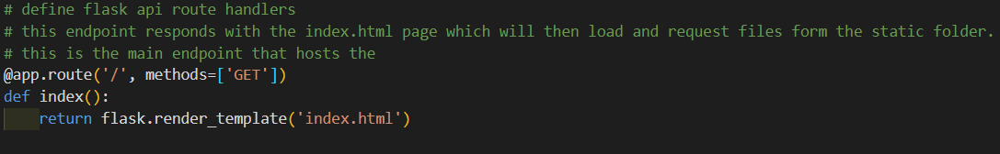 # define flask api route handlers
# this endpoint responds with the index.html page which will then load and request files form the static folder.
# this is the main endpoint that hosts the
@app.route('/', methods=['GET'])
def index():
    return flask.render_template('index.html')